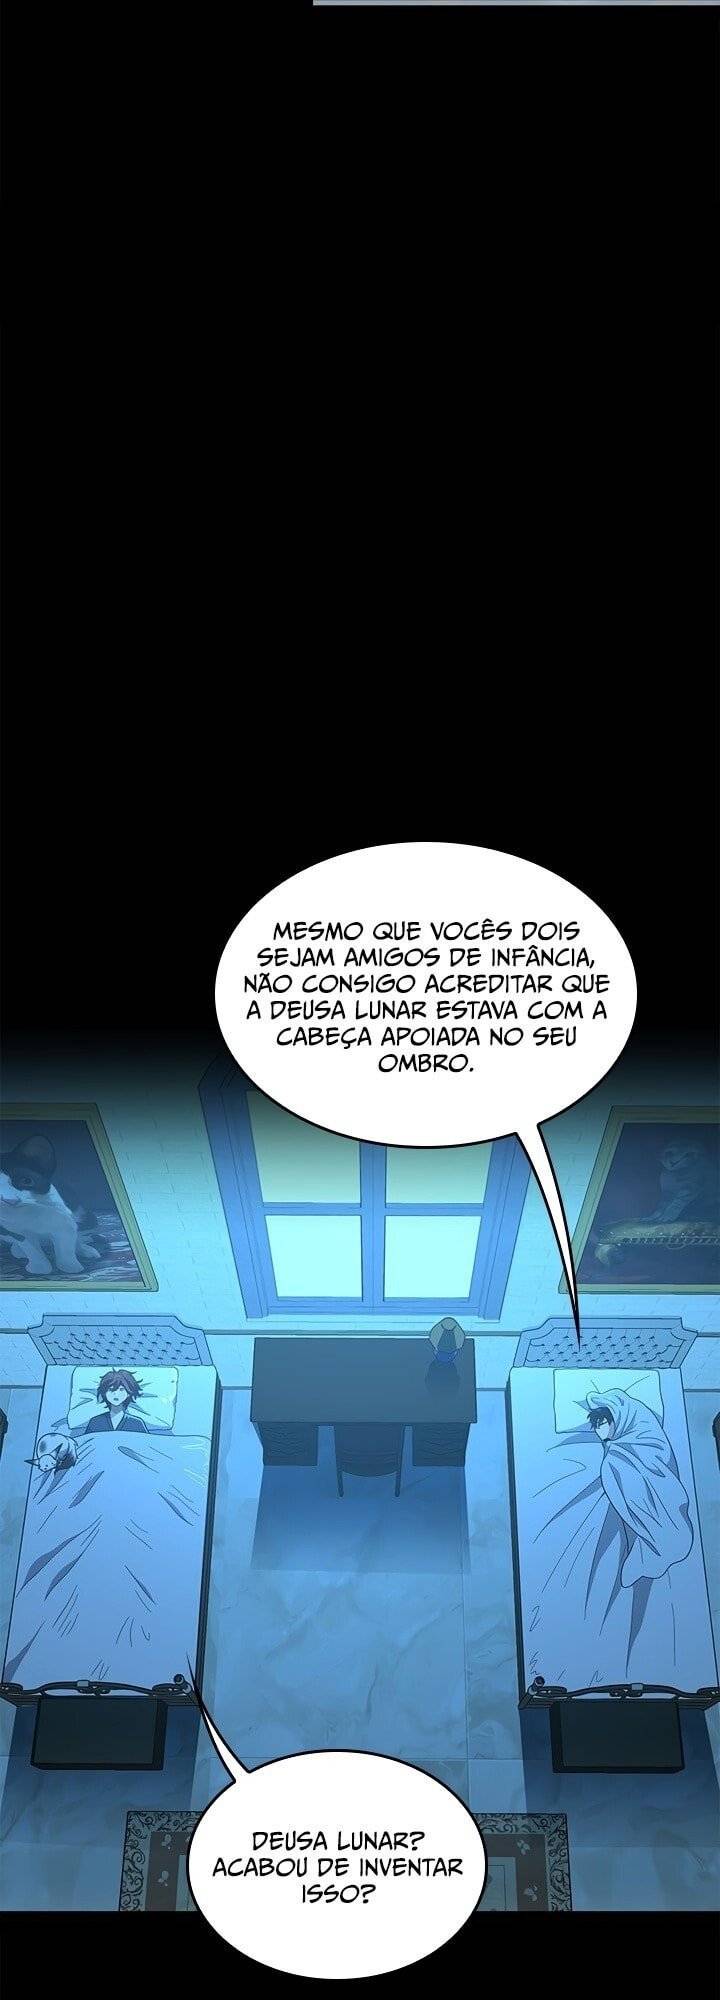 MESMO QUE VOCÊS DOIS
SEJAM AMIGOS DE INFÂNCIA,
NÃO CONSIGO ACREDITAR QUE
A DEUSA LUNAR ESTAVA COM A
CABEÇA APOIADA NO SEU
OMBRO.
DEUSA LUNAR?
ACABOU DE INVENTAR
ISSO?